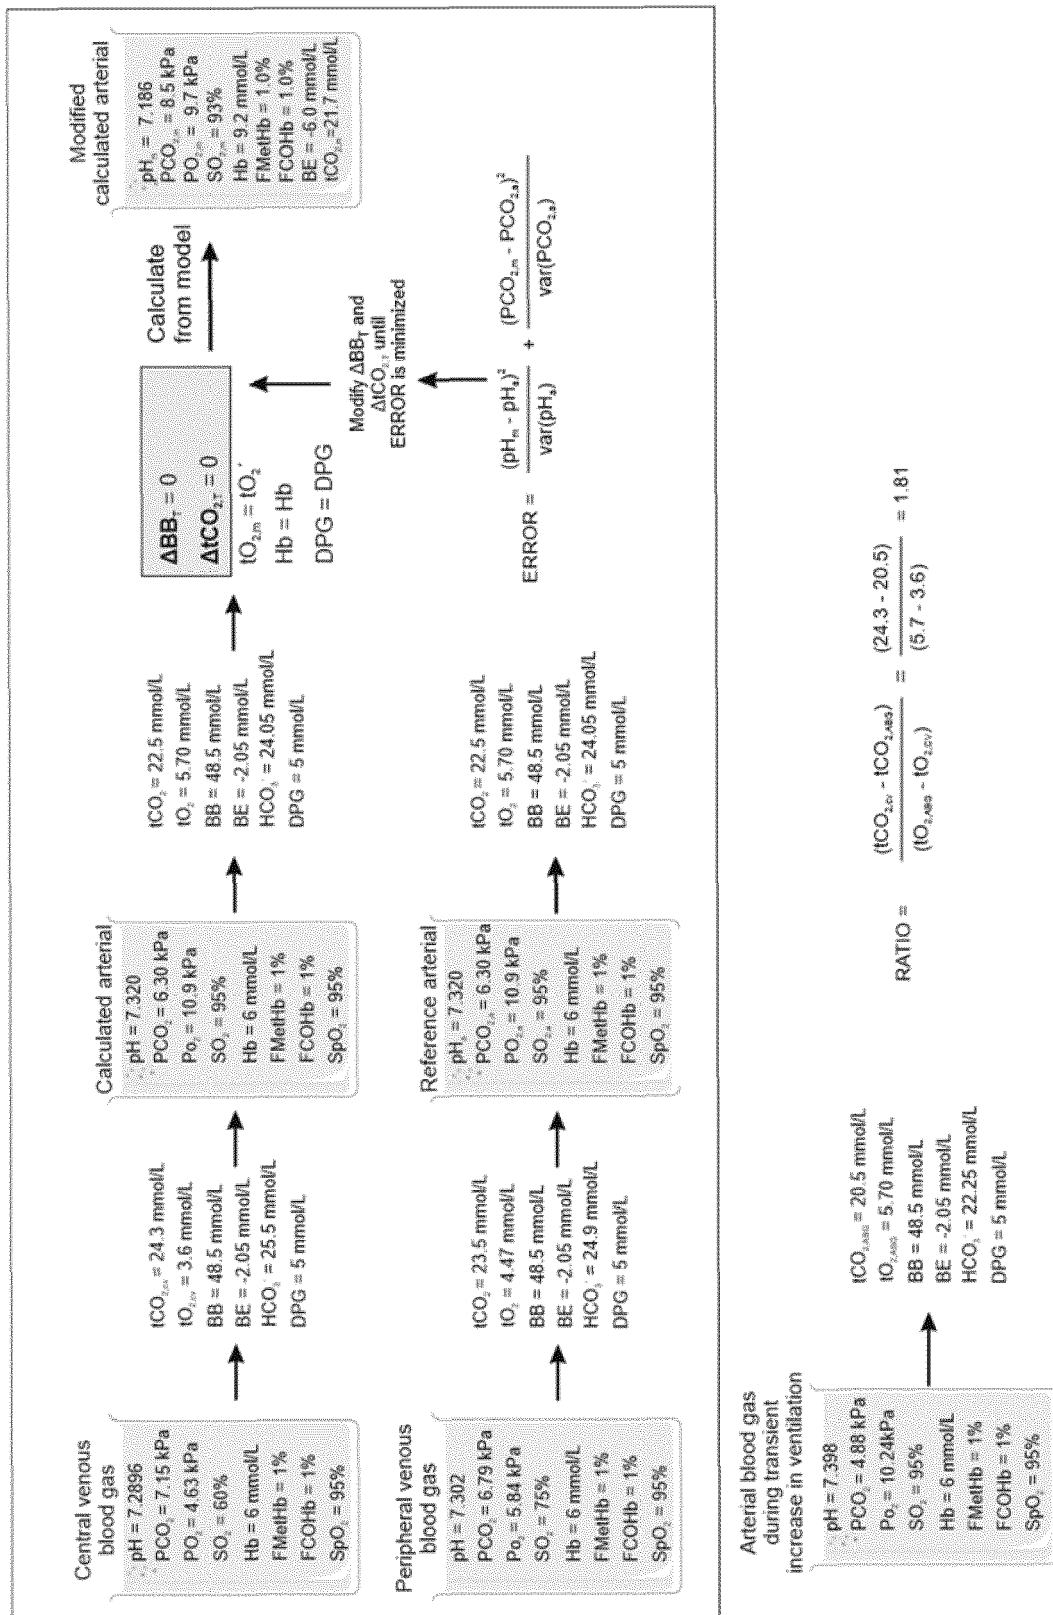 Central venous
blood gas
pH = 7.2896
PCO₂ = 7.15 kPa
PO₂ = 4.63 kPa
SO₂ = 60%
Hb = 6 mmol/L
FMetHb = 1%
FCOHb = 1%
SpO₂ = 95%
tCO₂,cv = 24.3 mmol/L
tO₂,cv = 3.6 mmol/L
BB = 48.5 mmol/L
BE = -2.05 mmol/L
HCO₃⁻ = 25.5 mmol/L
DPG = 5 mmol/L
Calculated arterial
pH = 7.320
PCO₂ = 6.30 kPa
Po₂ = 10.9 kPa
SO₂ = 95%
Hb = 6 mmol/L
FMetHb = 1%
FCOHb = 1%
SpO₂ = 95%
tCO₂ = 22.5 mmol/L
tO₂ = 5.70 mmol/L
BB = 48.5 mmol/L
BE = -2.05 mmol/L
HCO₃⁻ = 24.05 mmol/L
DPG = 5 mmol/L
ΔBB_T = 0
ΔtCO₂,T = 0
tO₂,m = tO₂'
Hb = Hb
DPG = DPG
Calculate
from model
Modified
calculated arterial
pHₘ = 7.186
PCO₂,m = 8.5 kPa
PO₂,m = 9.7 kPa
SO₂,m = 93%
Hb = 9.2 mmol/L
FMetHb = 1.0%
FCOHb = 1.0%
BE = -6.0 mmol/L
tCO₂,m = 21.7 mmol/L
Modify ΔBB_T and
ΔtCO₂,T until
ERROR is minimized
Peripheral venous
blood gas
pH = 7.302
PCO₂ = 6.79 kPa
Po₂ = 5.84 kPa
SO₂ = 75%
Hb = 6 mmol/L
FMetHb = 1%
FCOHb = 1%
SpO₂ = 95%
tCO₂ = 23.5 mmol/L
tO₂ = 4.47 mmol/L
BB = 48.5 mmol/L
BE = -2.05 mmol/L
HCO₃⁻ = 24.9 mmol/L
DPG = 5 mmol/L
Reference arterial
pHₐ = 7.320
PCO₂,a = 6.30 kPa
PO₂,a = 10.9 kPa
SO₂,a = 95%
Hb = 6 mmol/L
FMetHb = 1%
FCOHb = 1%
SpO₂ = 95%
tCO₂ = 22.5 mmol/L
tO₂ = 5.70 mmol/L
BB = 48.5 mmol/L
BE = -2.05 mmol/L
HCO₃⁻ = 24.05 mmol/L
DPG = 5 mmol/L
ERROR = (pHₘ - pHₐ)² / var(pHₐ) + (PCO₂,m - PCO₂,a)² / var(PCO₂,a)
Arterial blood gas
during transient
increase in ventilation
pH = 7.398
PCO₂ = 4.88 kPa
Po₂ = 10.24kPa
SO₂ = 95%
Hb = 6 mmol/L
FMetHb = 1%
FCOHb = 1%
SpO₂ = 95%
tCO₂,ABG = 20.5 mmol/L
tO₂,ABG = 5.70 mmol/L
BB = 48.5 mmol/L
BE = -2.05 mmol/L
HCO₃⁻ = 22.25 mmol/L
DPG = 5 mmol/L
RATIO = (tCO₂,cv - tCO₂,ABG) / (tO₂,ABG - tO₂,cv) = (24.3 - 20.5) / (5.7 - 3.6) = 1.81